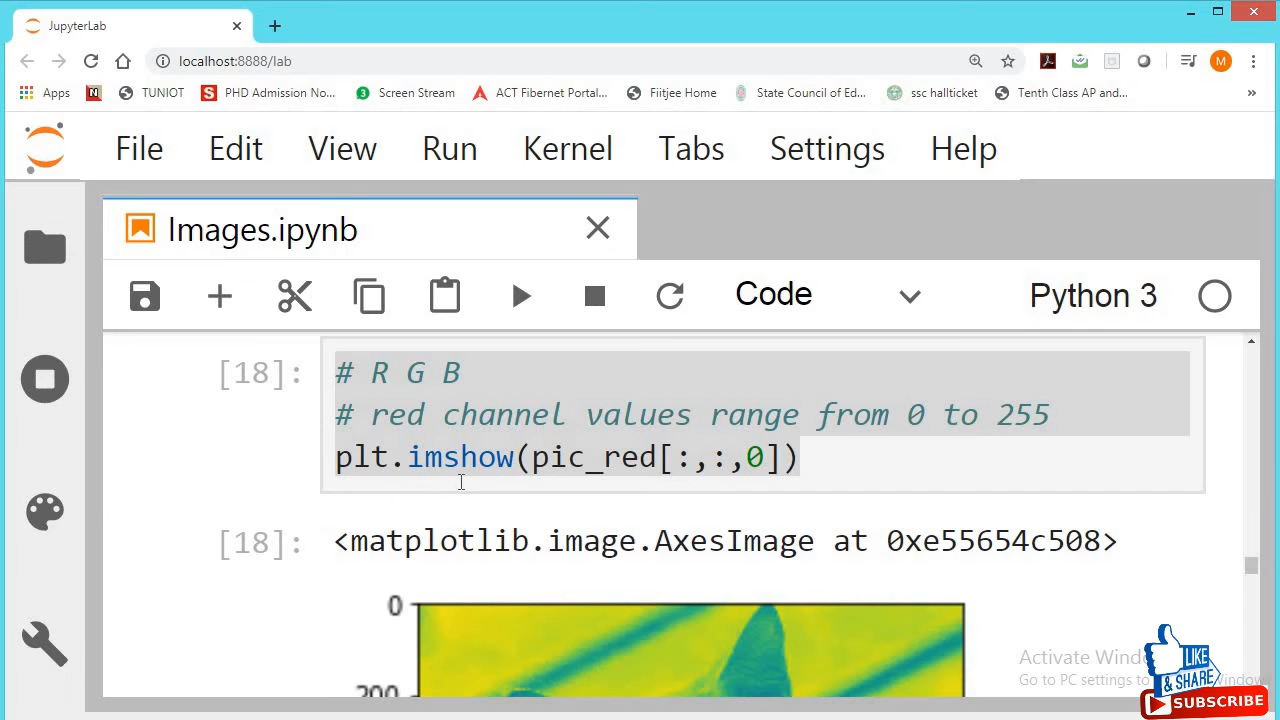 JupyterLab
localhost:8888/lab
M
Apps
N
TUNIOT
S
PHD Admission No...
3
Screen Stream
ACT Fibernet Portal...
Fiitjee Home
State Council of Ed...
ssc hallticket
Tenth Class AP and...
»
File Edit View Run Kernel Tabs Settings Help
Images.ipynb
Code
Python 3
[18]:
# R G B
# red channel values range from 0 to 255
plt.imshow(pic_red[:,:,0])
[18]:
<matplotlib.image.AxesImage at 0xe55654c508>
0
200
Activate
Go to PC settings to
LIKE
& SHARE
SUBSCRIBE